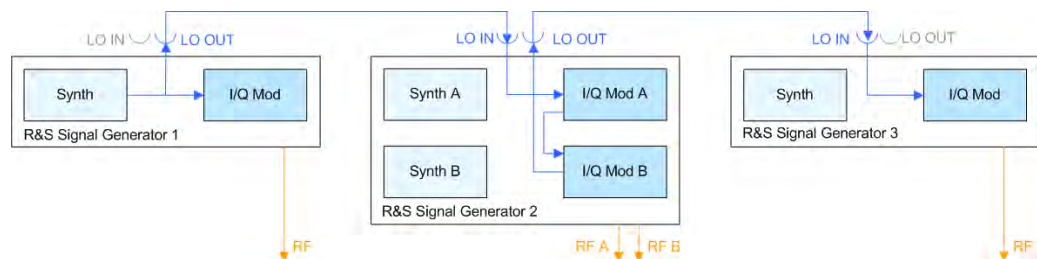 LO IN
LO OUT
LO IN
LO OUT
LO IN
LO OUT
Synth
I/Q Mod
R&S Signal Generator 1
Synth A
I/Q Mod A
Synth B
I/Q Mod B
R&S Signal Generator 2
Synth
I/Q Mod
R&S Signal Generator 3
RF
RF A
RF B
RF